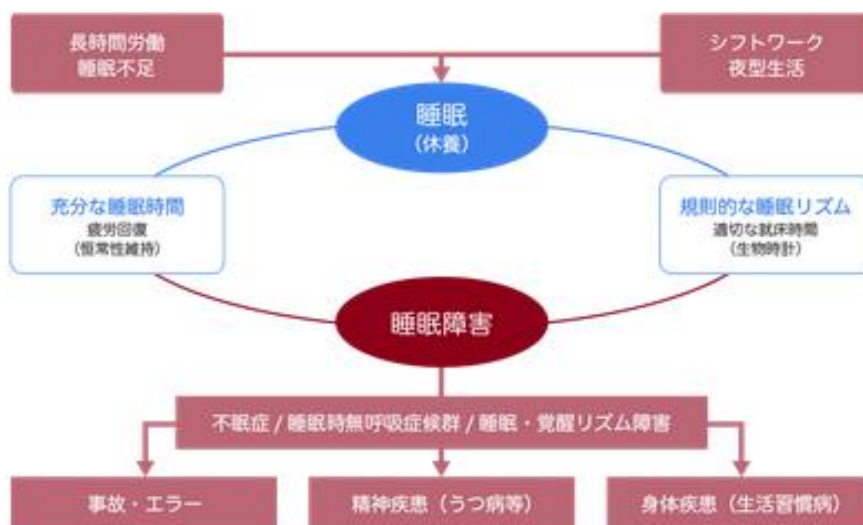 長時間労働
睡眠不足
シフトワーク
夜型生活
睡眠
(休養)
充分な睡眠時間
疲労回復
(恒常性維持)
規則的な睡眠リズム
適切な就床時間
(生物時計)
睡眠障害
不眠症 / 睡眠時無呼吸症候群 / 睡眠・覚醒リズム障害
事故・エラー
精神疾患（うつ病等）
身体疾患（生活習慣病）